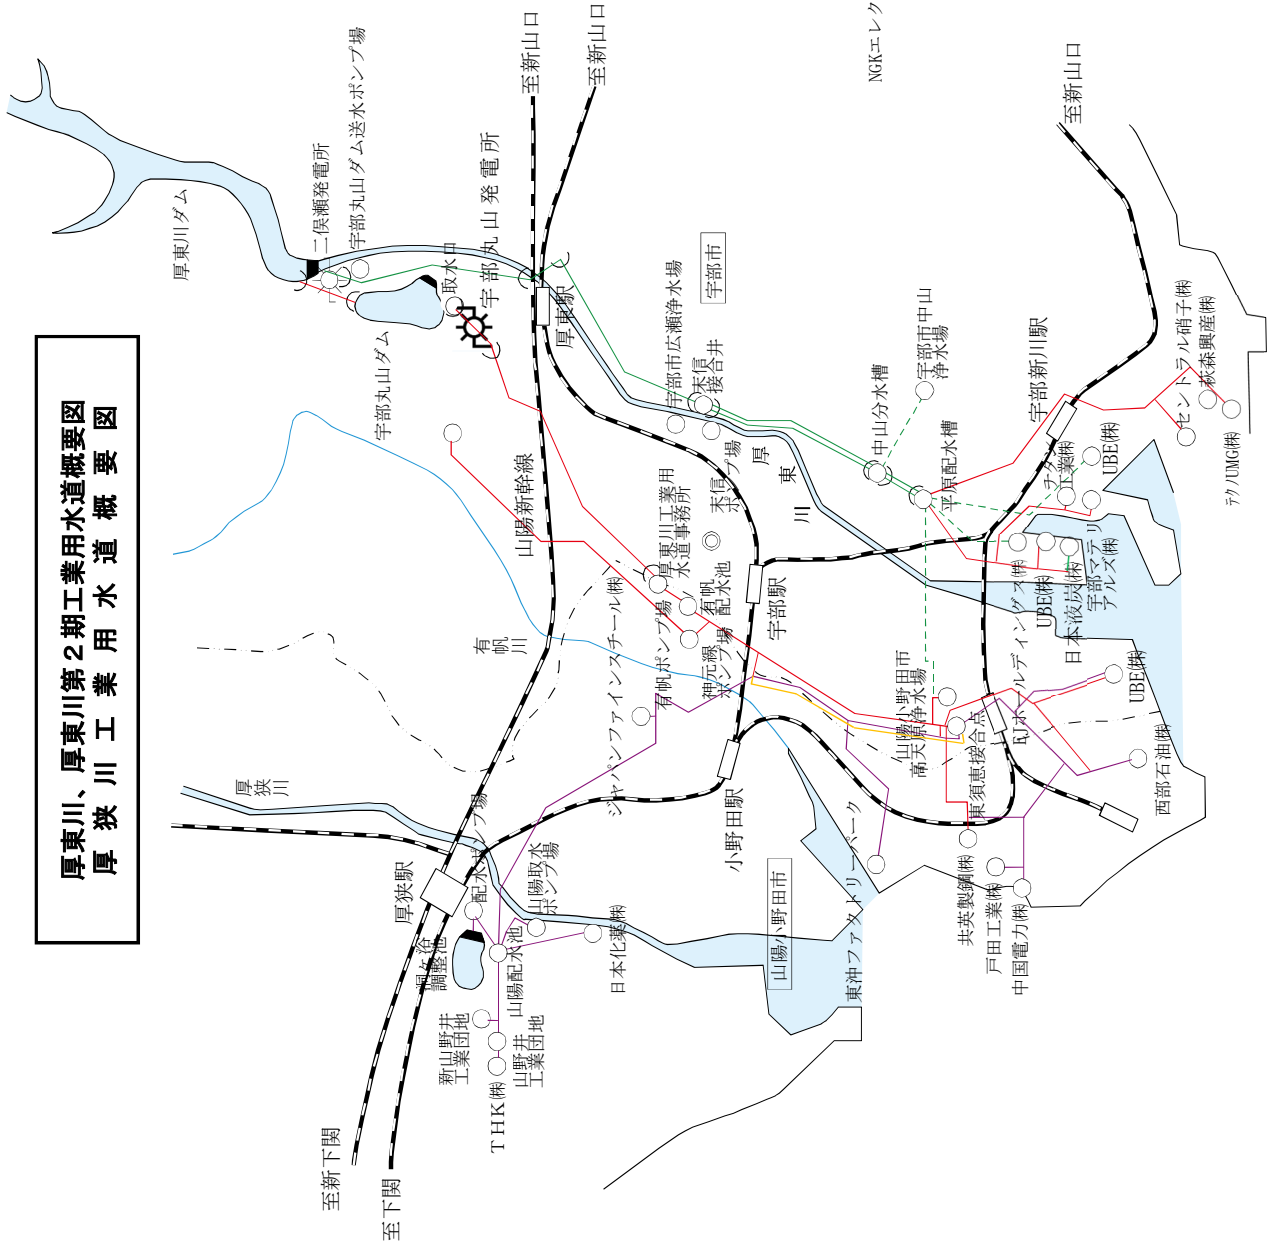 厚東川、厚東川第２期工業用水道概要図
厚狭川工業用水道概要図
至新山口
至新山口
至新山口
NGKエレク
厚東川ダム
二俣瀬発電所
宇部丸山ダム送水ポンプ場
取水口
宇部丸山発電所
宇部丸山ダム
厚東駅
宇部市
宇部市広瀬浄水場
末信
接合井
末信
ポンプ場
厚東川
中山分水槽
宇部市中山
浄水場
平原配水槽
宇部新川駅
セントラル硝子㈱
萩森興産㈱
ﾃｸﾉUMG㈱
チタン
工業㈱
UBE㈱
宇部マテリ
アルズ㈱
日本液炭㈱
UBE㈱
EJホールディングス㈱
UBE㈱
西部石油㈱
山陽新幹線
厚東川工業用
水道事務所
有帆
配水池
宇部駅
有帆川
ジャパンファインスチール㈱
有帆ポンプ場
神元線
ポンプ場
山陽小野田市
高天原浄水場
東須恵接合点
小野田駅
厚狭川
厚狭駅
配水ポンプ場
山陽取水
ポンプ場
桐ヶ浴
調整池
山陽配水池
日本化薬㈱
山陽小野田市
東沖ファクトリーパーク
共英製鋼㈱
戸田工業㈱
中国電力㈱
新山野井
工業団地
山野井
工業団地
THK㈱
至新下関
至下関